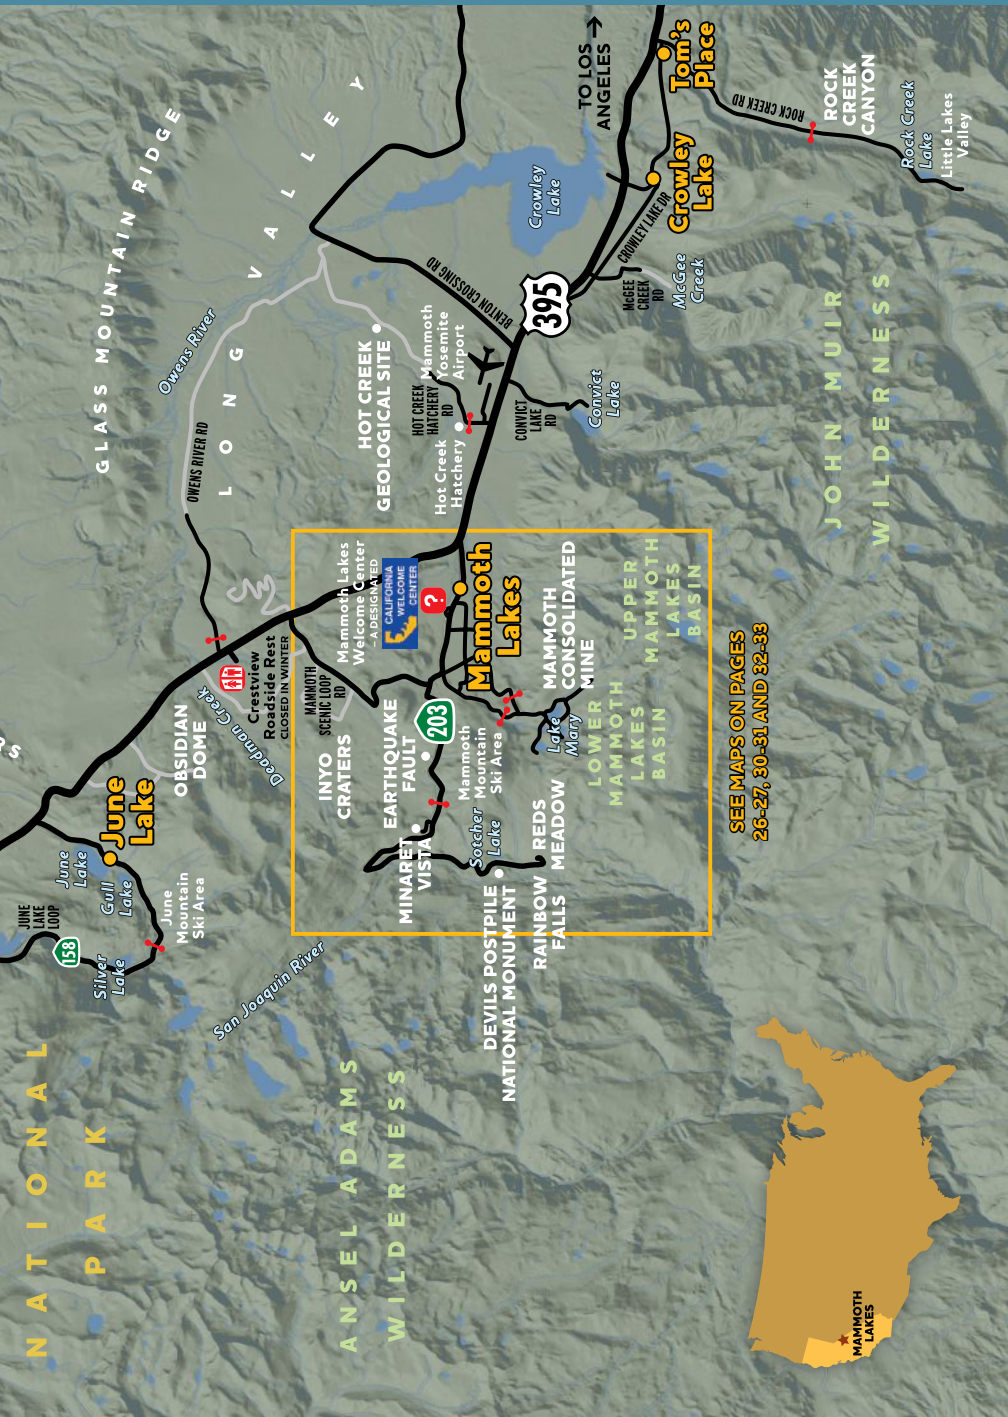 NATIONAL
PARK
ANSEL ADAMS
WILDERNESS
San Joaquin River
JUNE
LAKE
LOOP
158
Silver
Lake
June
Lake
Gull
Lake
June
Lake
June
Mountain
Ski Area
OBSIDIAN
DOME
Deadman Creek
Crestview
Roadside Rest
CLOSED IN WINTER
OWENS RIVER RD
Owens River
GLASS MOUNTAIN RIDGE
LONG VALLEY
MAMMOTH
SCENIC LOOP
RD
INYO
CRATERS
EARTHQUAKE
FAULT
MINARET
VISTA
203
Mammoth
Mountain
Ski Area
Sotcher
Lake
DEVILS POSTPILE
NATIONAL MONUMENT
REDS
MEADOW
RAINBOW
FALLS
Mammoth Lakes
Welcome Center
– A DESIGNATED
CALIFORNIA
WELCOME
CENTER
?
Mammoth
Lakes
MAMMOTH
CONSOLIDATED
MINE
Lake
Mary
LOWER
MAMMOTH
LAKES
BASIN
UPPER
MAMMOTH
LAKES
BASIN
SEE MAPS ON PAGES
26-27, 30-31 AND 32-33
HOT CREEK
GEOLOGICAL SITE
Hot Creek
Hatchery
HOT CREEK
HATCHERY
RD
Mammoth
Yosemite
Airport
BENTON CROSSING RD
395
CONVICT
LAKE
RD
Convict
Lake
Crowley
Lake
McGEE
CREEK
RD
McGee
Creek
CROWLEY LAKE DR
Crowley
Lake
TO LOS
ANGELES
Tom's
Place
ROCK CREEK RD
ROCK
CREEK
CANYON
Rock Creek
Lake
Little Lakes
Valley
JOHN MUIR
WILDERNESS
MAMMOTH
LAKES